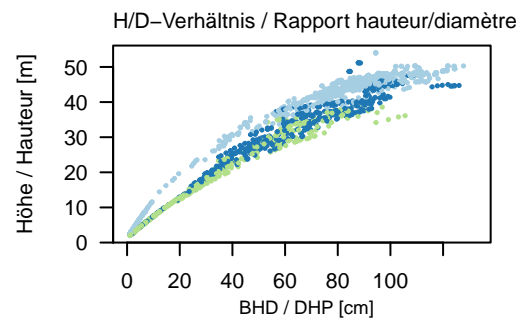 H/D−Verhältnis / Rapport hauteur/diamètre
Höhe / Hauteur [m]
50
40
30
20
10
0
0 20 40 60 80 100
BHD / DHP [cm]